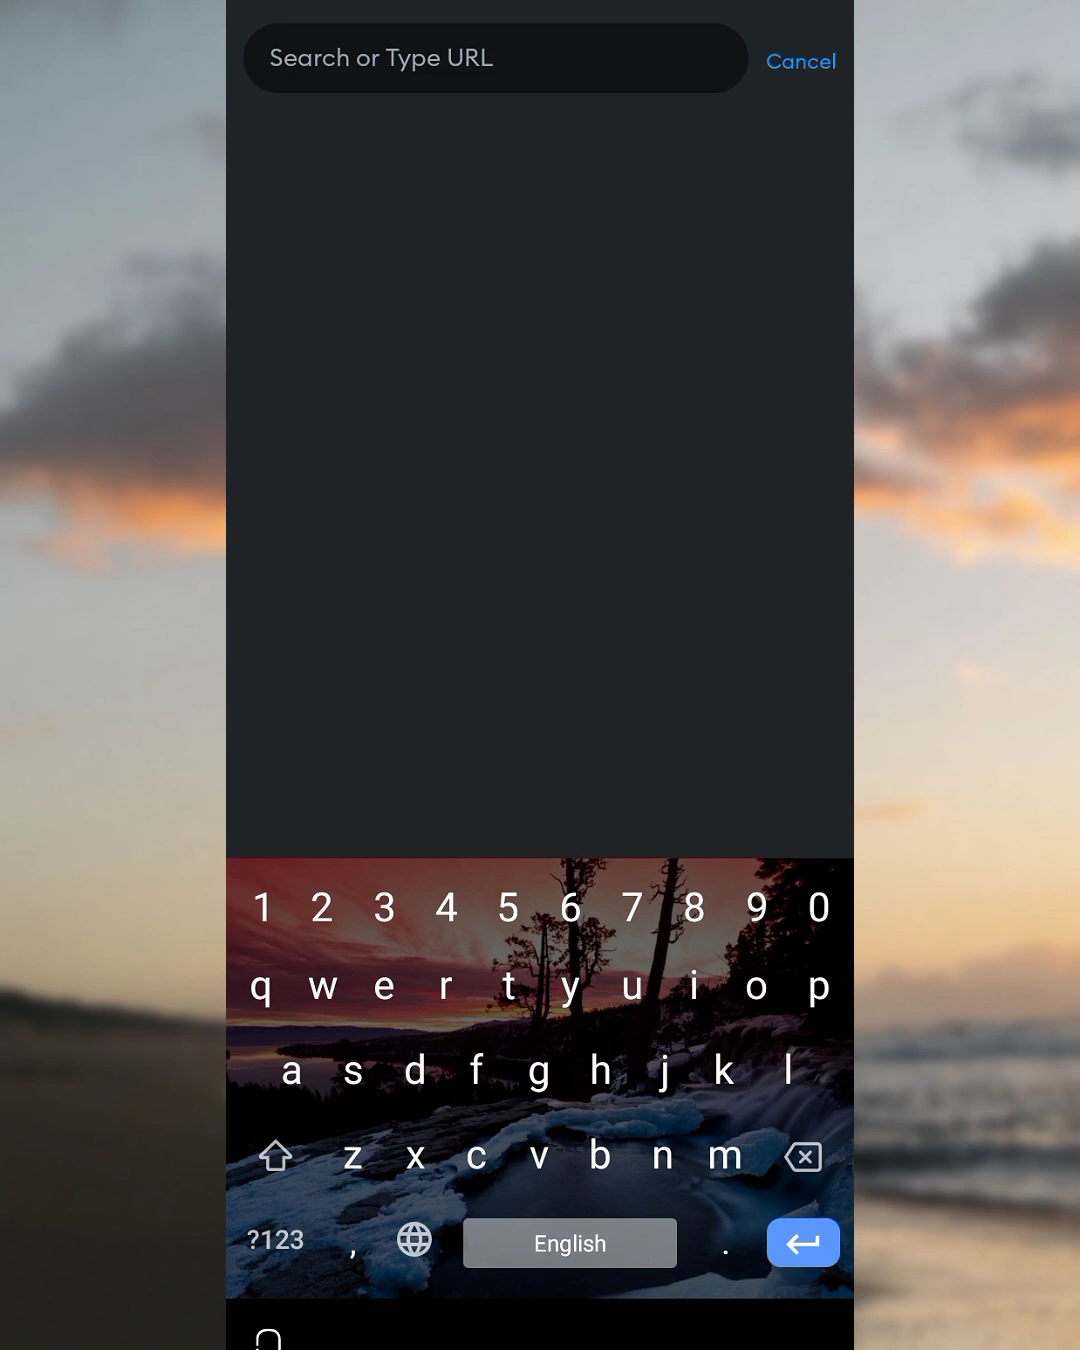 Search or Type URL Cancel
1 2 3 4 5 6 7 8 9 0
q w e r t y u i o p
a s d f g h j k l
z x c v b n m
?123 , English .